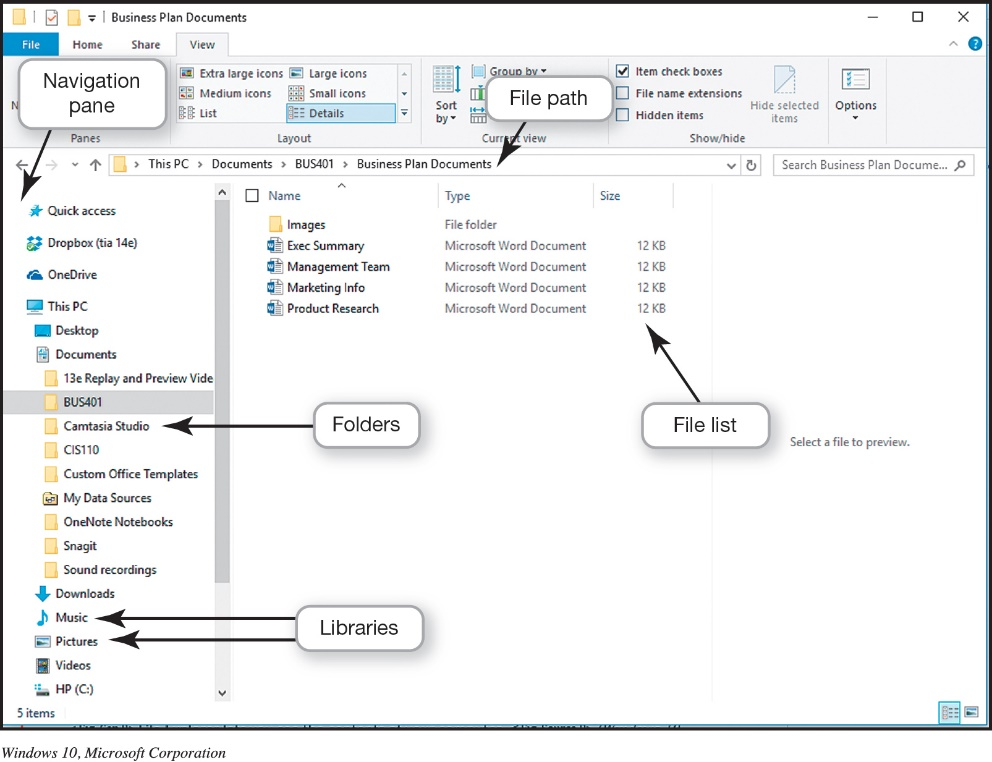 Business Plan Documents
File Home Share View
Navigation pane
Extra large icons Large icons
Medium icons Small icons
List Details
Panes Layout
Sort by
Group by
File path
Current view
Item check boxes
File name extensions
Hidden items
Hide selected items
Show/hide
Options
This PC > Documents > BUS401 > Business Plan Documents
Search Business Plan Docume...
Name Type Size
Images File folder
Exec Summary Microsoft Word Document 12 KB
Management Team Microsoft Word Document 12 KB
Marketing Info Microsoft Word Document 12 KB
Product Research Microsoft Word Document 12 KB
Quick access
Dropbox (tia 14e)
OneDrive
This PC
Desktop
Documents
13e Replay and Preview Vide
BUS401
Camtasia Studio
CIS110
Custom Office Templates
My Data Sources
OneNote Notebooks
Snagit
Sound recordings
Downloads
Music
Pictures
Videos
HP (C:)
Folders
File list
Select a file to preview.
Libraries
5 items
Windows 10, Microsoft Corporation